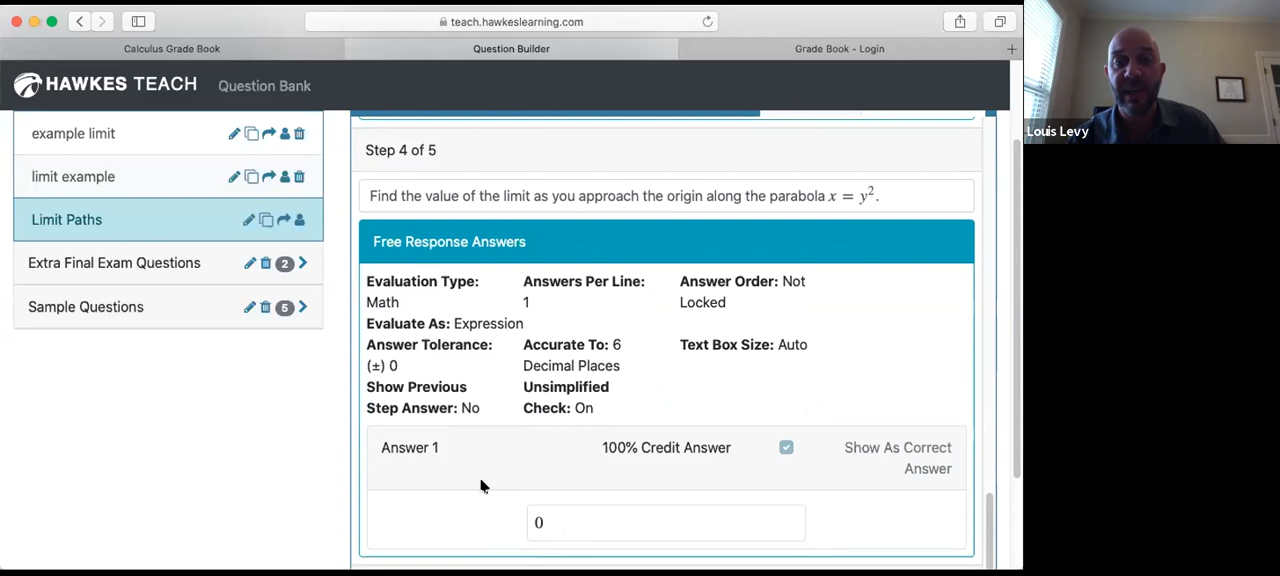 teach.hawkeslearning.com
Calculus Grade Book
Question Builder
Grade Book - Login
HAWKES TEACH
Question Bank
Louis Levy
example limit
limit example
Limit Paths
Extra Final Exam Questions 2
Sample Questions 5
Step 4 of 5
Find the value of the limit as you approach the origin along the parabola x = y².
Free Response Answers
Evaluation Type:
Math
Answers Per Line:
1
Answer Order: Not
Locked
Evaluate As: Expression
Answer Tolerance:
(±) 0
Accurate To: 6
Decimal Places
Text Box Size: Auto
Show Previous
Step Answer: No
Unsimplified
Check: On
Answer 1
100% Credit Answer
Show As Correct
Answer
0